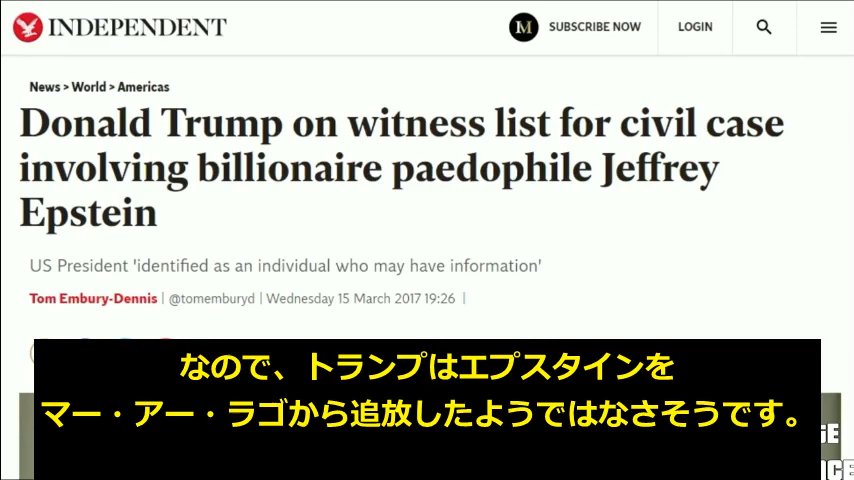 INDEPENDENT
SUBSCRIBE NOW
LOGIN
News > World > Americas
Donald Trump on witness list for civil case
involving billionaire paedophile Jeffrey
Epstein
US President 'identified as an individual who may have information'
Tom Embury-Dennis | @tomemburyd | Wednesday 15 March 2017 19:26 |
なので、トランプはエプスタインを
マー・アー・ラゴから追放したようではなさそうです。